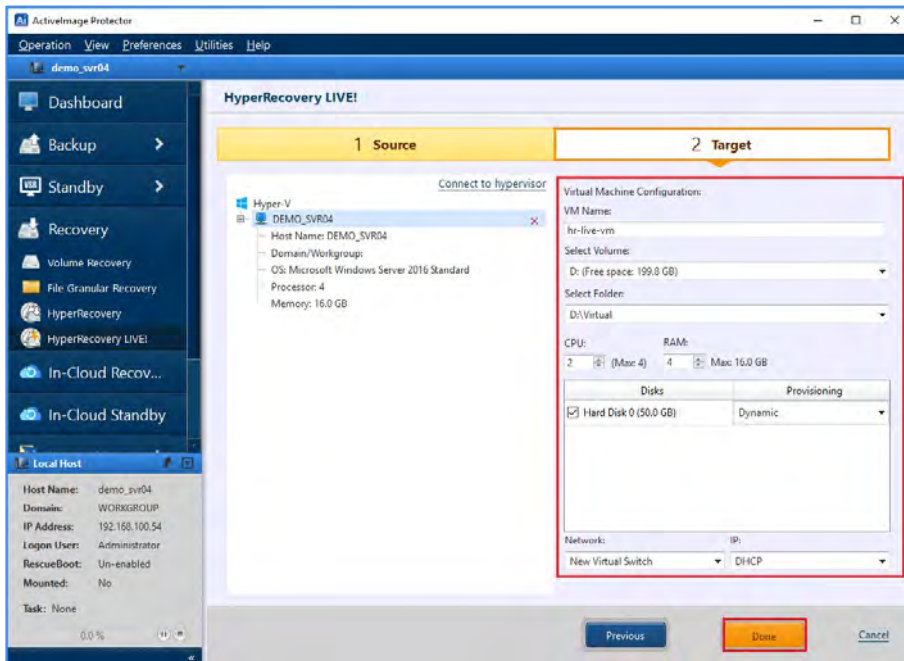 Ai ActiveImage Protector
Operation View Preferences Utilities Help
demo_svr04
Dashboard
Backup
Standby
Recovery
Volume Recovery
File Granular Recovery
HyperRecovery
HyperRecovery LIVE!
In-Cloud Recov...
In-Cloud Standby
Local Host
Host Name: demo_svr04
Domain: WORKGROUP
IP Address: 192.168.100.54
Logon User: Administrator
RescueBoot: Un-enabled
Mounted: No
Task: None
0.0 %
HyperRecovery LIVE!
1 Source
2 Target
Connect to hypervisor
Hyper-V
DEMO_SVR04
Host Name: DEMO_SVR04
Domain/Workgroup:
OS: Microsoft Windows Server 2016 Standard
Processor: 4
Memory: 16.0 GB
Virtual Machine Configuration:
VM Name:
hr-live-vm
Select Volume:
D: (Free space: 199.8 GB)
Select Folder:
D:\Virtual
CPU: RAM:
2 (Max: 4) 4 Max: 16.0 GB
Disks Provisioning
Hard Disk 0 (50.0 GB) Dynamic
Network: IP:
New Virtual Switch DHCP
Previous Done Cancel